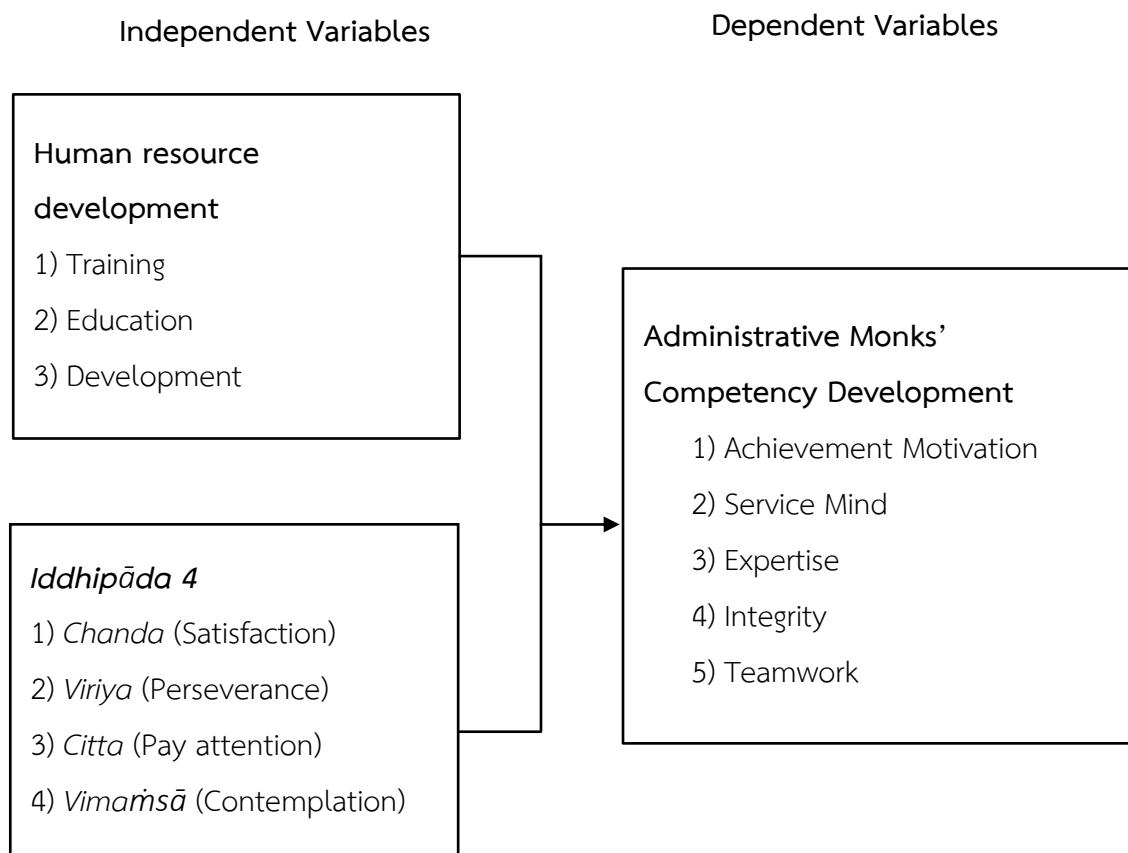 Independent Variables
Dependent Variables
Human resource
development
1) Training
2) Education
3) Development
Iddhipāda 4
1) Chanda (Satisfaction)
2) Viriya (Perseverance)
3) Citta (Pay attention)
4) Vimaṁsā (Contemplation)
Administrative Monks’
Competency Development
1) Achievement Motivation
2) Service Mind
3) Expertise
4) Integrity
5) Teamwork